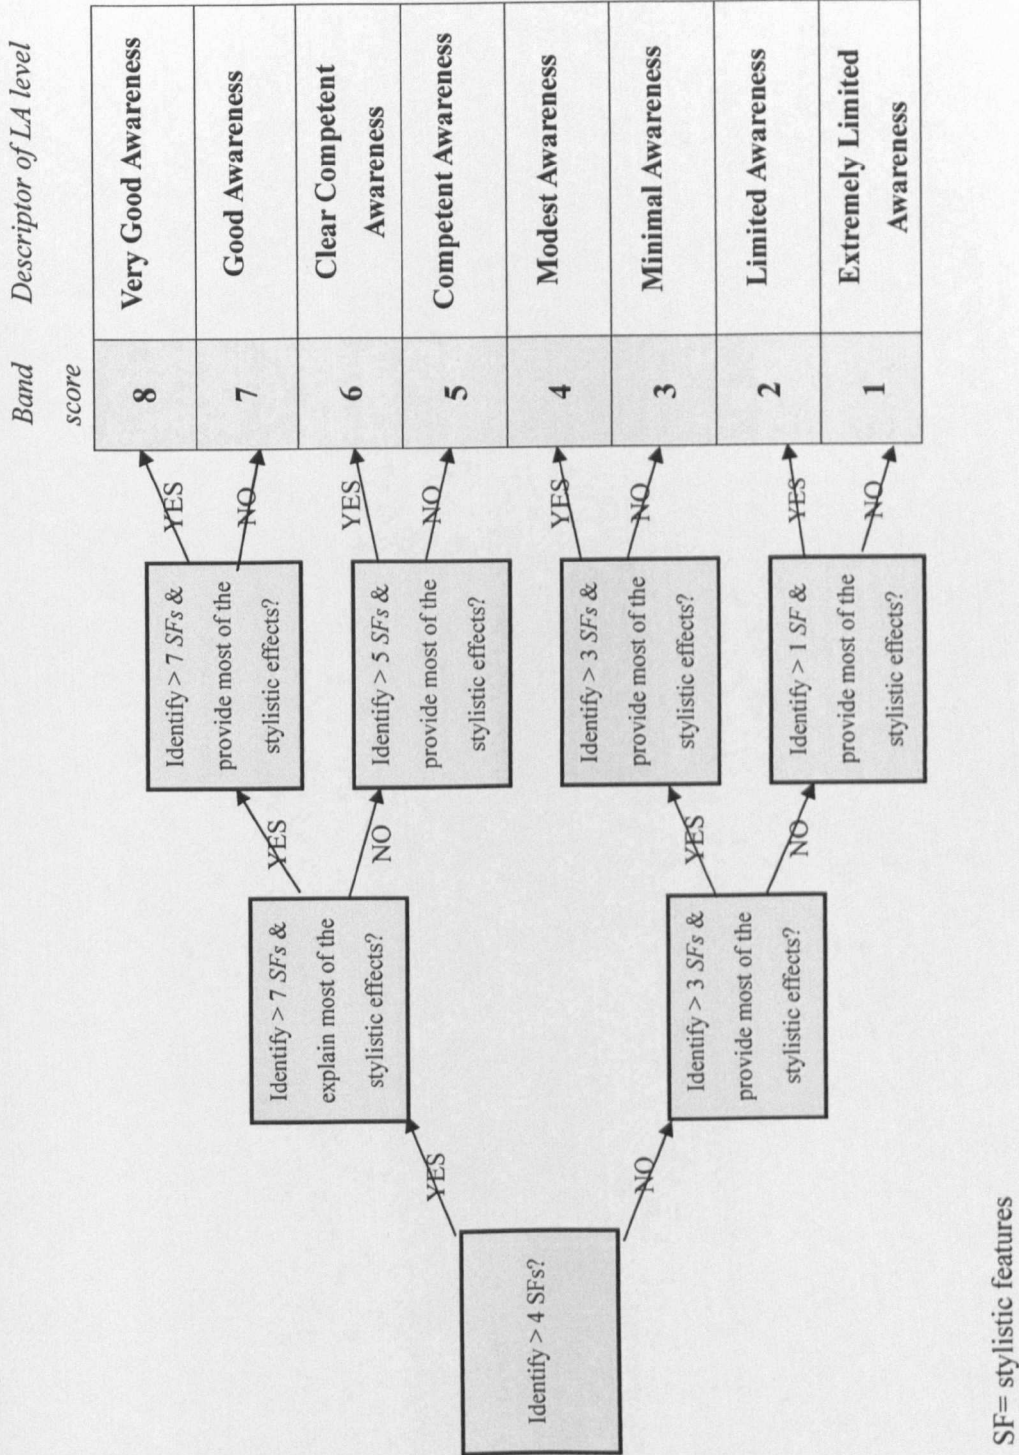 Band
score
Descriptor of LA level
8
Very Good Awareness
7
Good Awareness
6
Clear Competent
Awareness
5
Competent Awareness
4
Modest Awareness
3
Minimal Awareness
2
Limited Awareness
1
Extremely Limited
Awareness
YES
NO
YES
NO
YES
NO
YES
NO
Identify > 7 SFs &
provide most of the
stylistic effects?
Identify > 5 SFs &
provide most of the
stylistic effects?
Identify > 3 SFs &
provide most of the
stylistic effects?
Identify > 1 SF &
provide most of the
stylistic effects?
YES
NO
YES
NO
Identify > 7 SFs &
explain most of the
stylistic effects?
Identify > 3 SFs &
provide most of the
stylistic effects?
YES
NO
Identify > 4 SFs?
SF= stylistic features